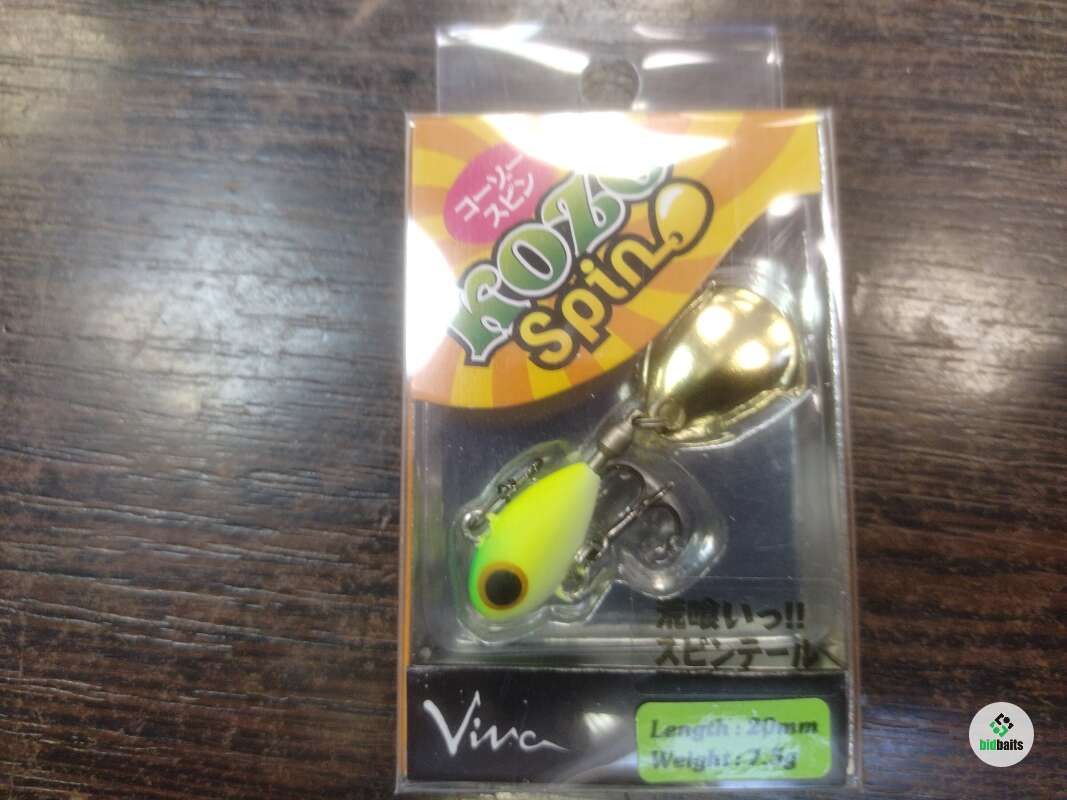 コーゾー
スピン
KOZO
Spin
荒喰いっ!!
スピンテール
Viva
Length : 20mm
Weight : 7.5g
bidbaits